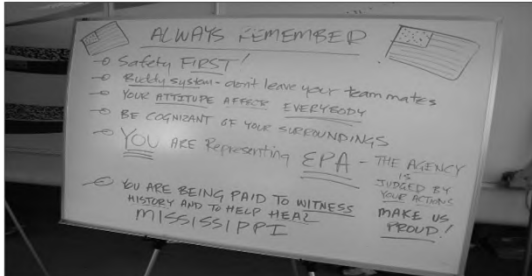 ALWAYS REMEMBER
Safety FIRST!
Buddy system - don't leave your team mates
YOUR ATTITUDE AFFECTS EVERYBODY
BE COGNIZANT OF YOUR SURROUNDINGS
YOU ARE Representing EPA - THE AGENCY
IS
JUDGED BY
YOUR ACTIONS
MAKE US
PROUD!
YOU ARE BEING PAID TO WITNESS
HISTORY AND TO HELP HEAL
MISSISSIPPI